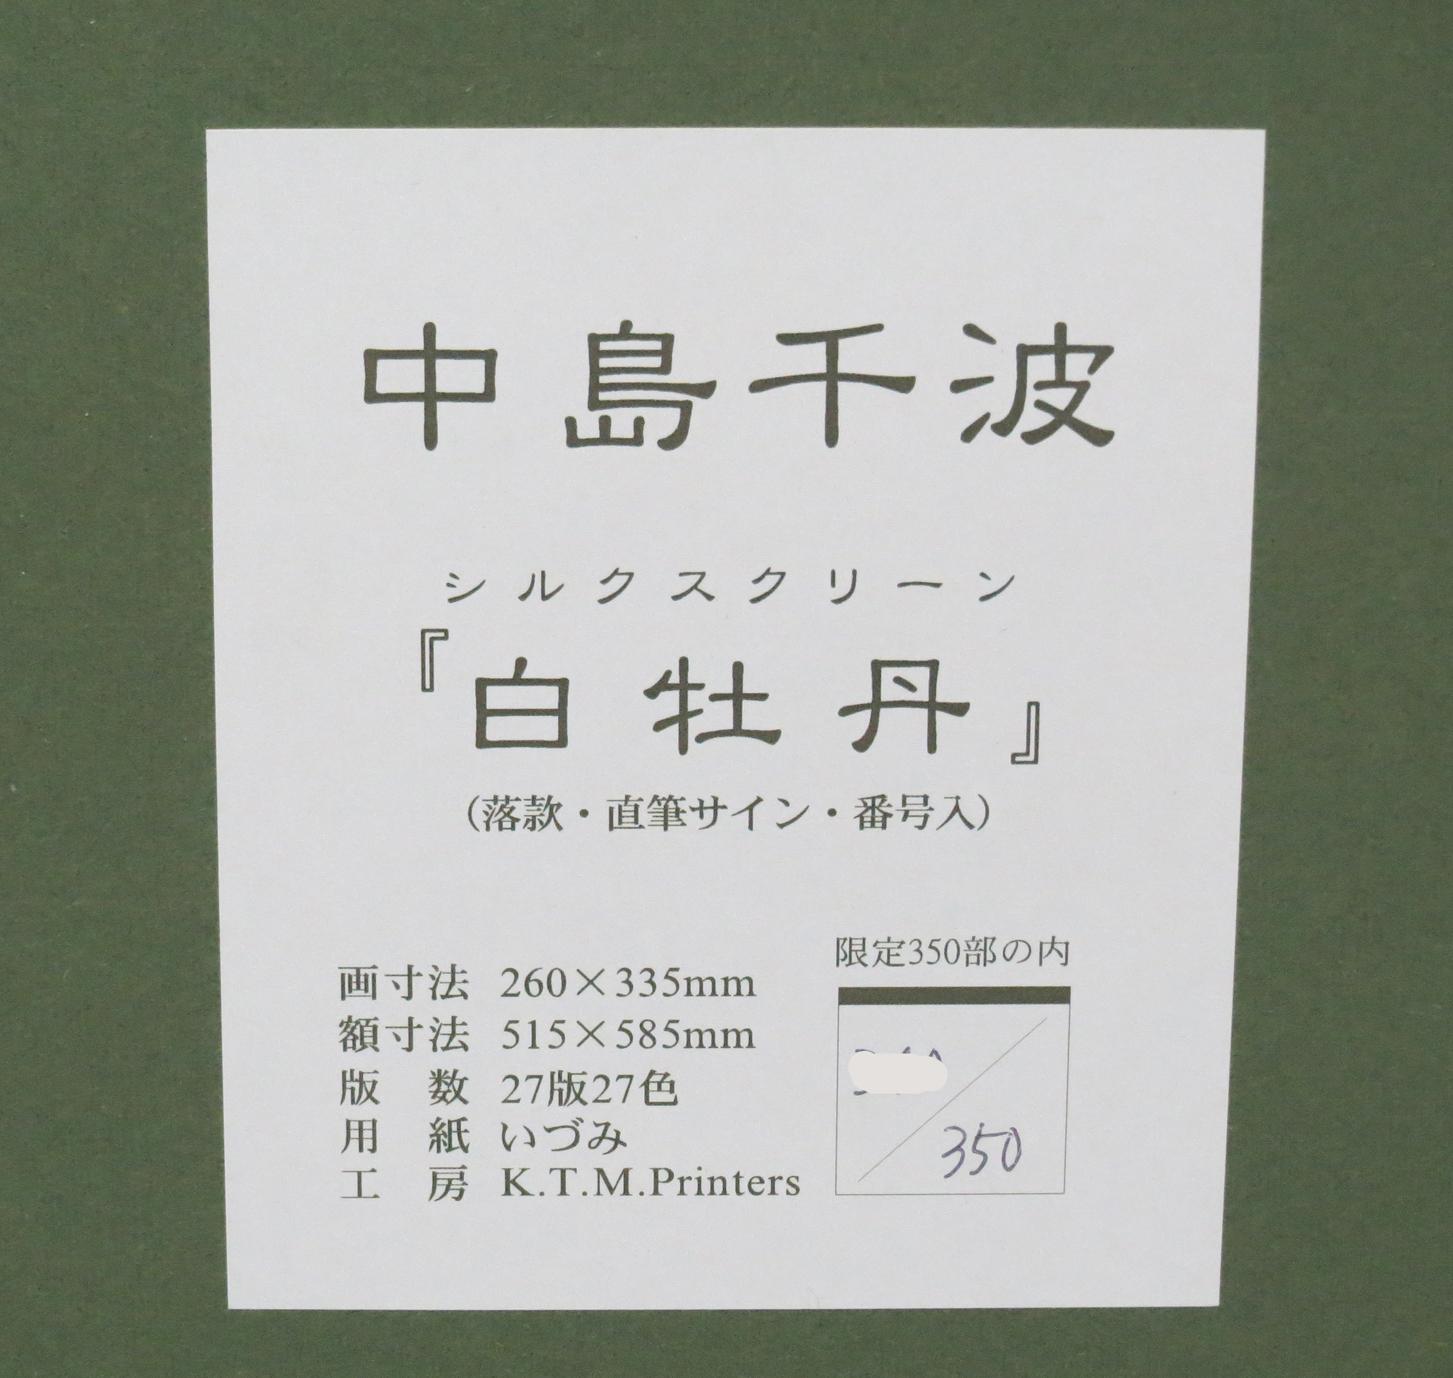 中島千波
シルクスクリーン
『白牡丹』
(落款・直筆サイン・番号入)
画寸法 260×335mm
額寸法 515×585mm
版　数 27版27色
用　紙 いづみ
工　房 K.T.M.Printers
限定350部の内
350